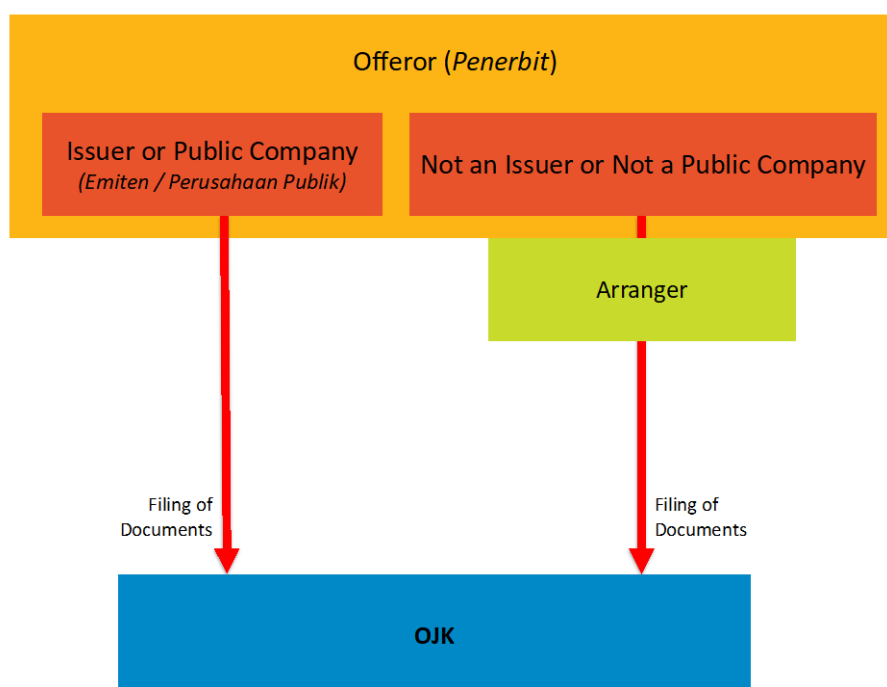 Offeror (Penerbit)
Issuer or Public Company
(Emiten / Perusahaan Publik)
Not an Issuer or Not a Public Company
Arranger
Filing of
Documents
Filing of
Documents
OJK